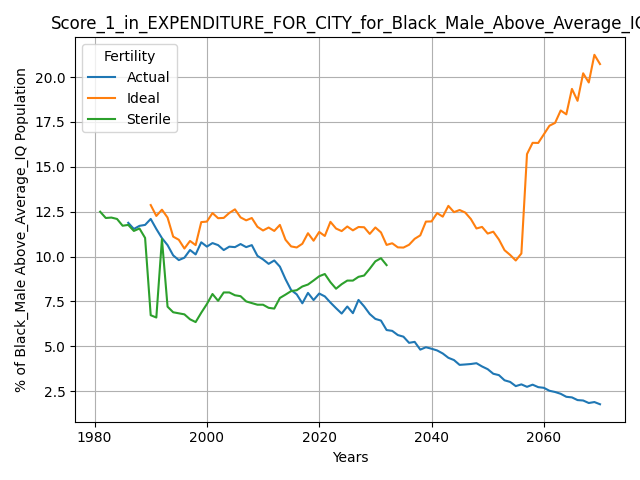 Score_1_in_EXPENDITURE_FOR_CITY_for_Black_Male_Above_Average_IQ
Fertility
Actual
Ideal
Sterile
% of Black_Male Above_Average_IQ Population
20.0
17.5
15.0
12.5
10.0
7.5
5.0
2.5
1980
2000
2020
2040
2060
Years